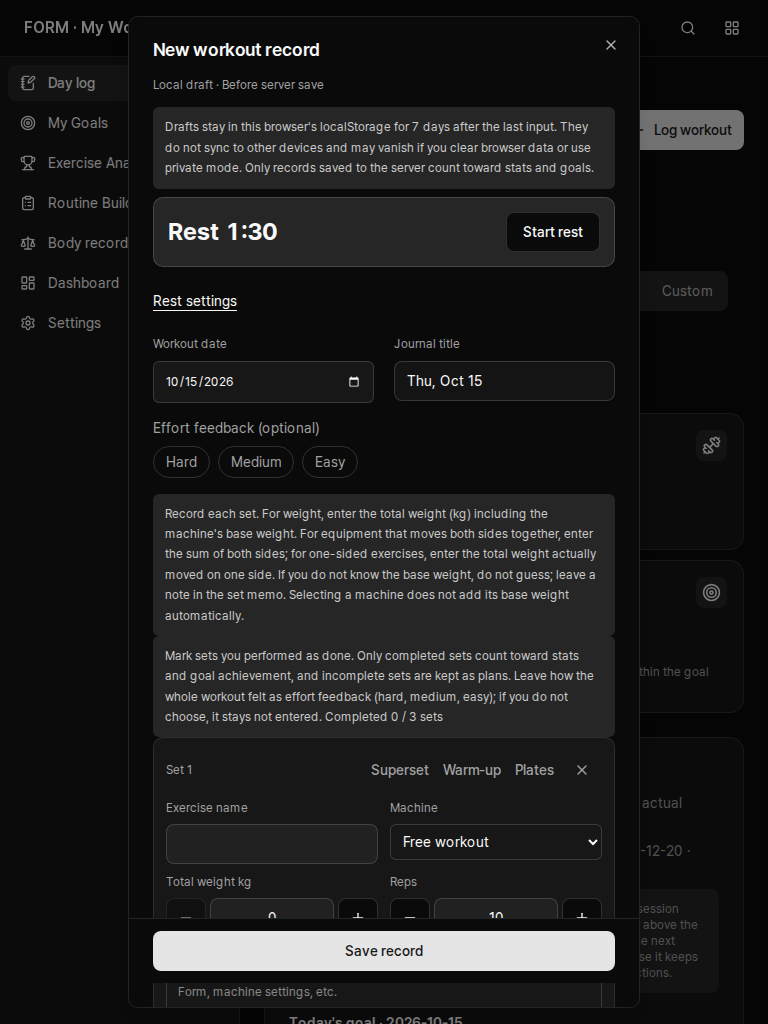 FORM · My Wo
New workout record
Local draft · Before server save
Day log
My Goals
Exercise Ana
Routine Build
Body record
Dashboard
Settings
Log workout
Drafts stay in this browser's localStorage for 7 days after the last input. They
do not sync to other devices and may vanish if you clear browser data or use
private mode. Only records saved to the server count toward stats and goals.
Rest 1:30
Start rest
Rest settings
Custom
Workout date
Journal title
10/15/2026
Thu, Oct 15
Effort feedback (optional)
Hard
Medium
Easy
Record each set. For weight, enter the total weight (kg) including the
machine's base weight. For equipment that moves both sides together, enter
the sum of both sides; for one-sided exercises, enter the total weight actually
moved on one side. If you do not know the base weight, do not guess; leave a
note in the set memo. Selecting a machine does not add its base weight
automatically.
Mark sets you performed as done. Only completed sets count toward stats
and goal achievement, and incomplete sets are kept as plans. Leave how the
whole workout felt as effort feedback (hard, medium, easy); if you do not
choose, it stays not entered. Completed 0 / 3 sets
thin the goal
Set 1
Superset
Warm-up
Plates
Exercise name
Machine
Free workout
Total weight kg
Reps
0
10
actual
-12-20 ·
session
above the
e next
se it keeps
ctions.
Save record
Form, machine settings, etc.
Today's goal · 2026-10-15